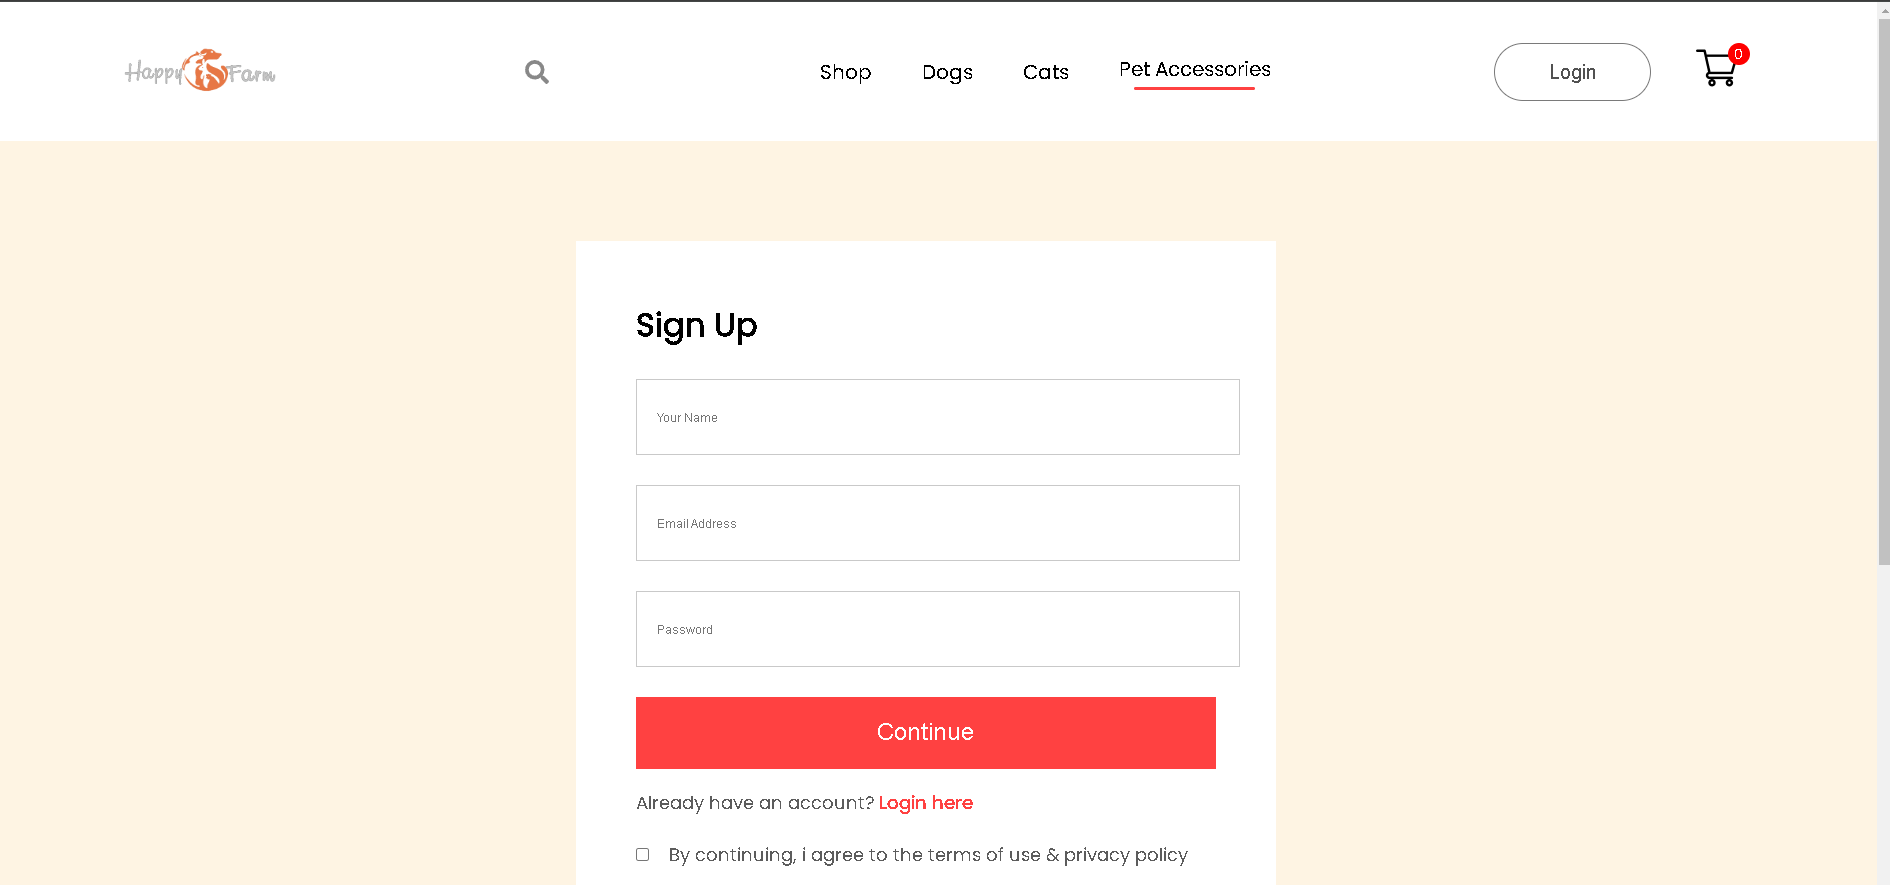 Happy Farm
Shop Dogs Cats Pet Accessories Login 0
Sign Up
Your Name
Email Address
Password
Continue
Already have an account? Login here
By continuing, i agree to the terms of use & privacy policy